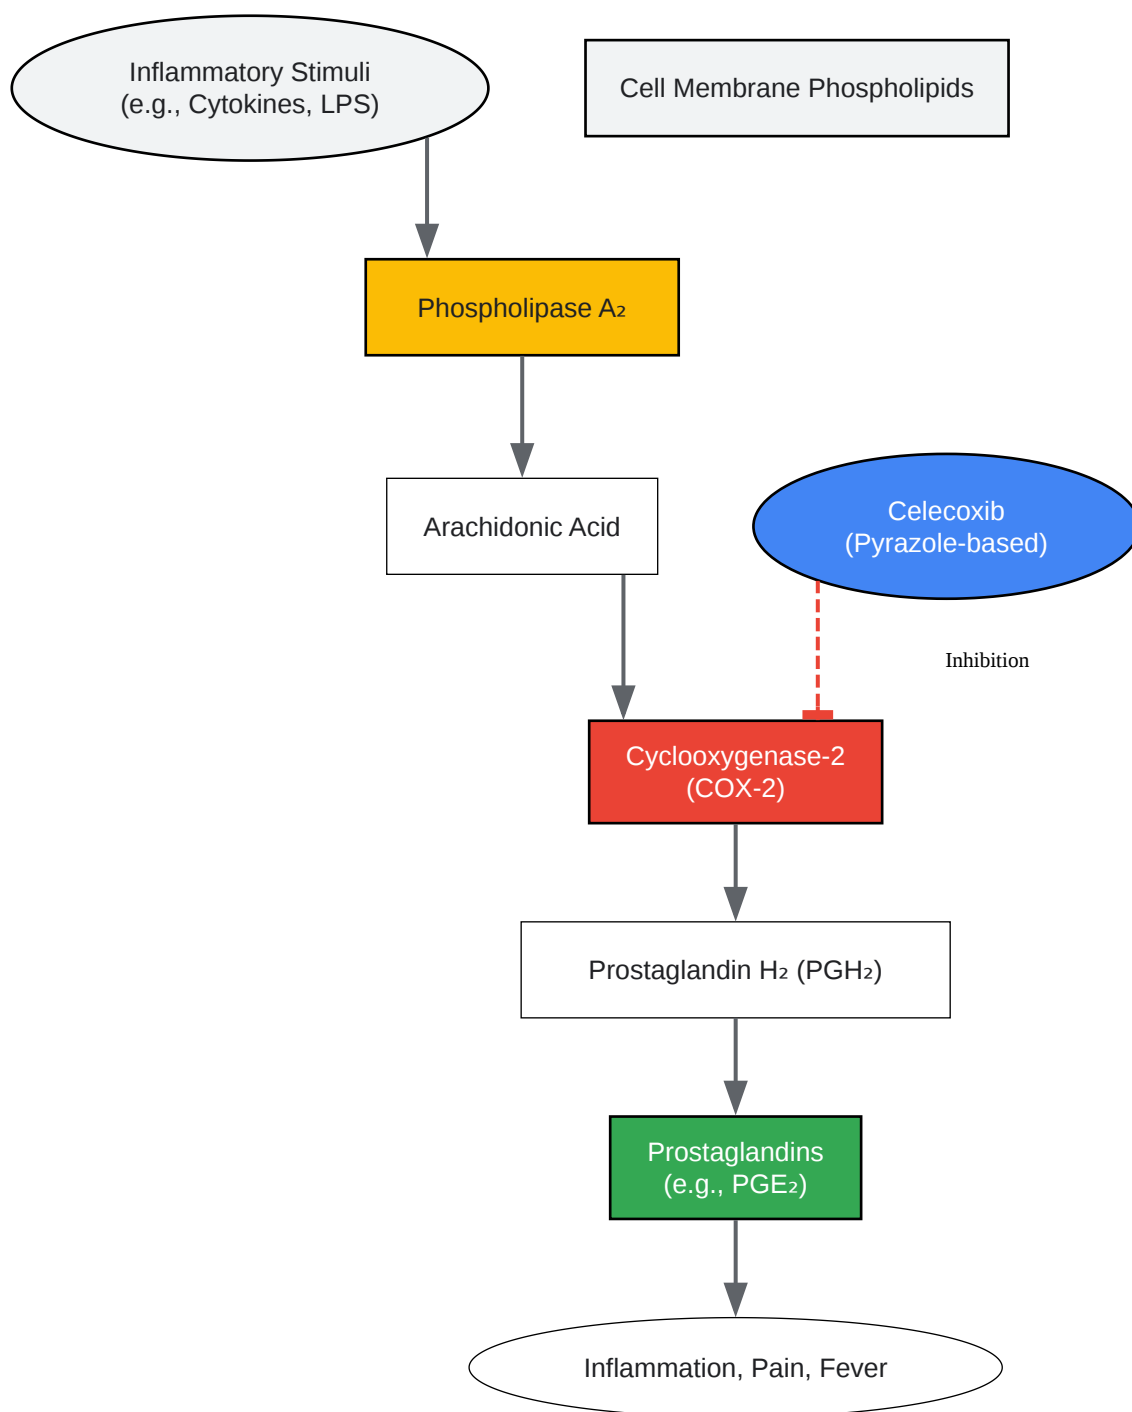 Inflammatory Stimuli
(e.g., Cytokines, LPS)
Cell Membrane Phospholipids
Phospholipase A₂
Arachidonic Acid
Celecoxib
(Pyrazole-based)
Inhibition
Cyclooxygenase-2
(COX-2)
Prostaglandin H₂ (PGH₂)
Prostaglandins
(e.g., PGE₂)
Inflammation, Pain, Fever